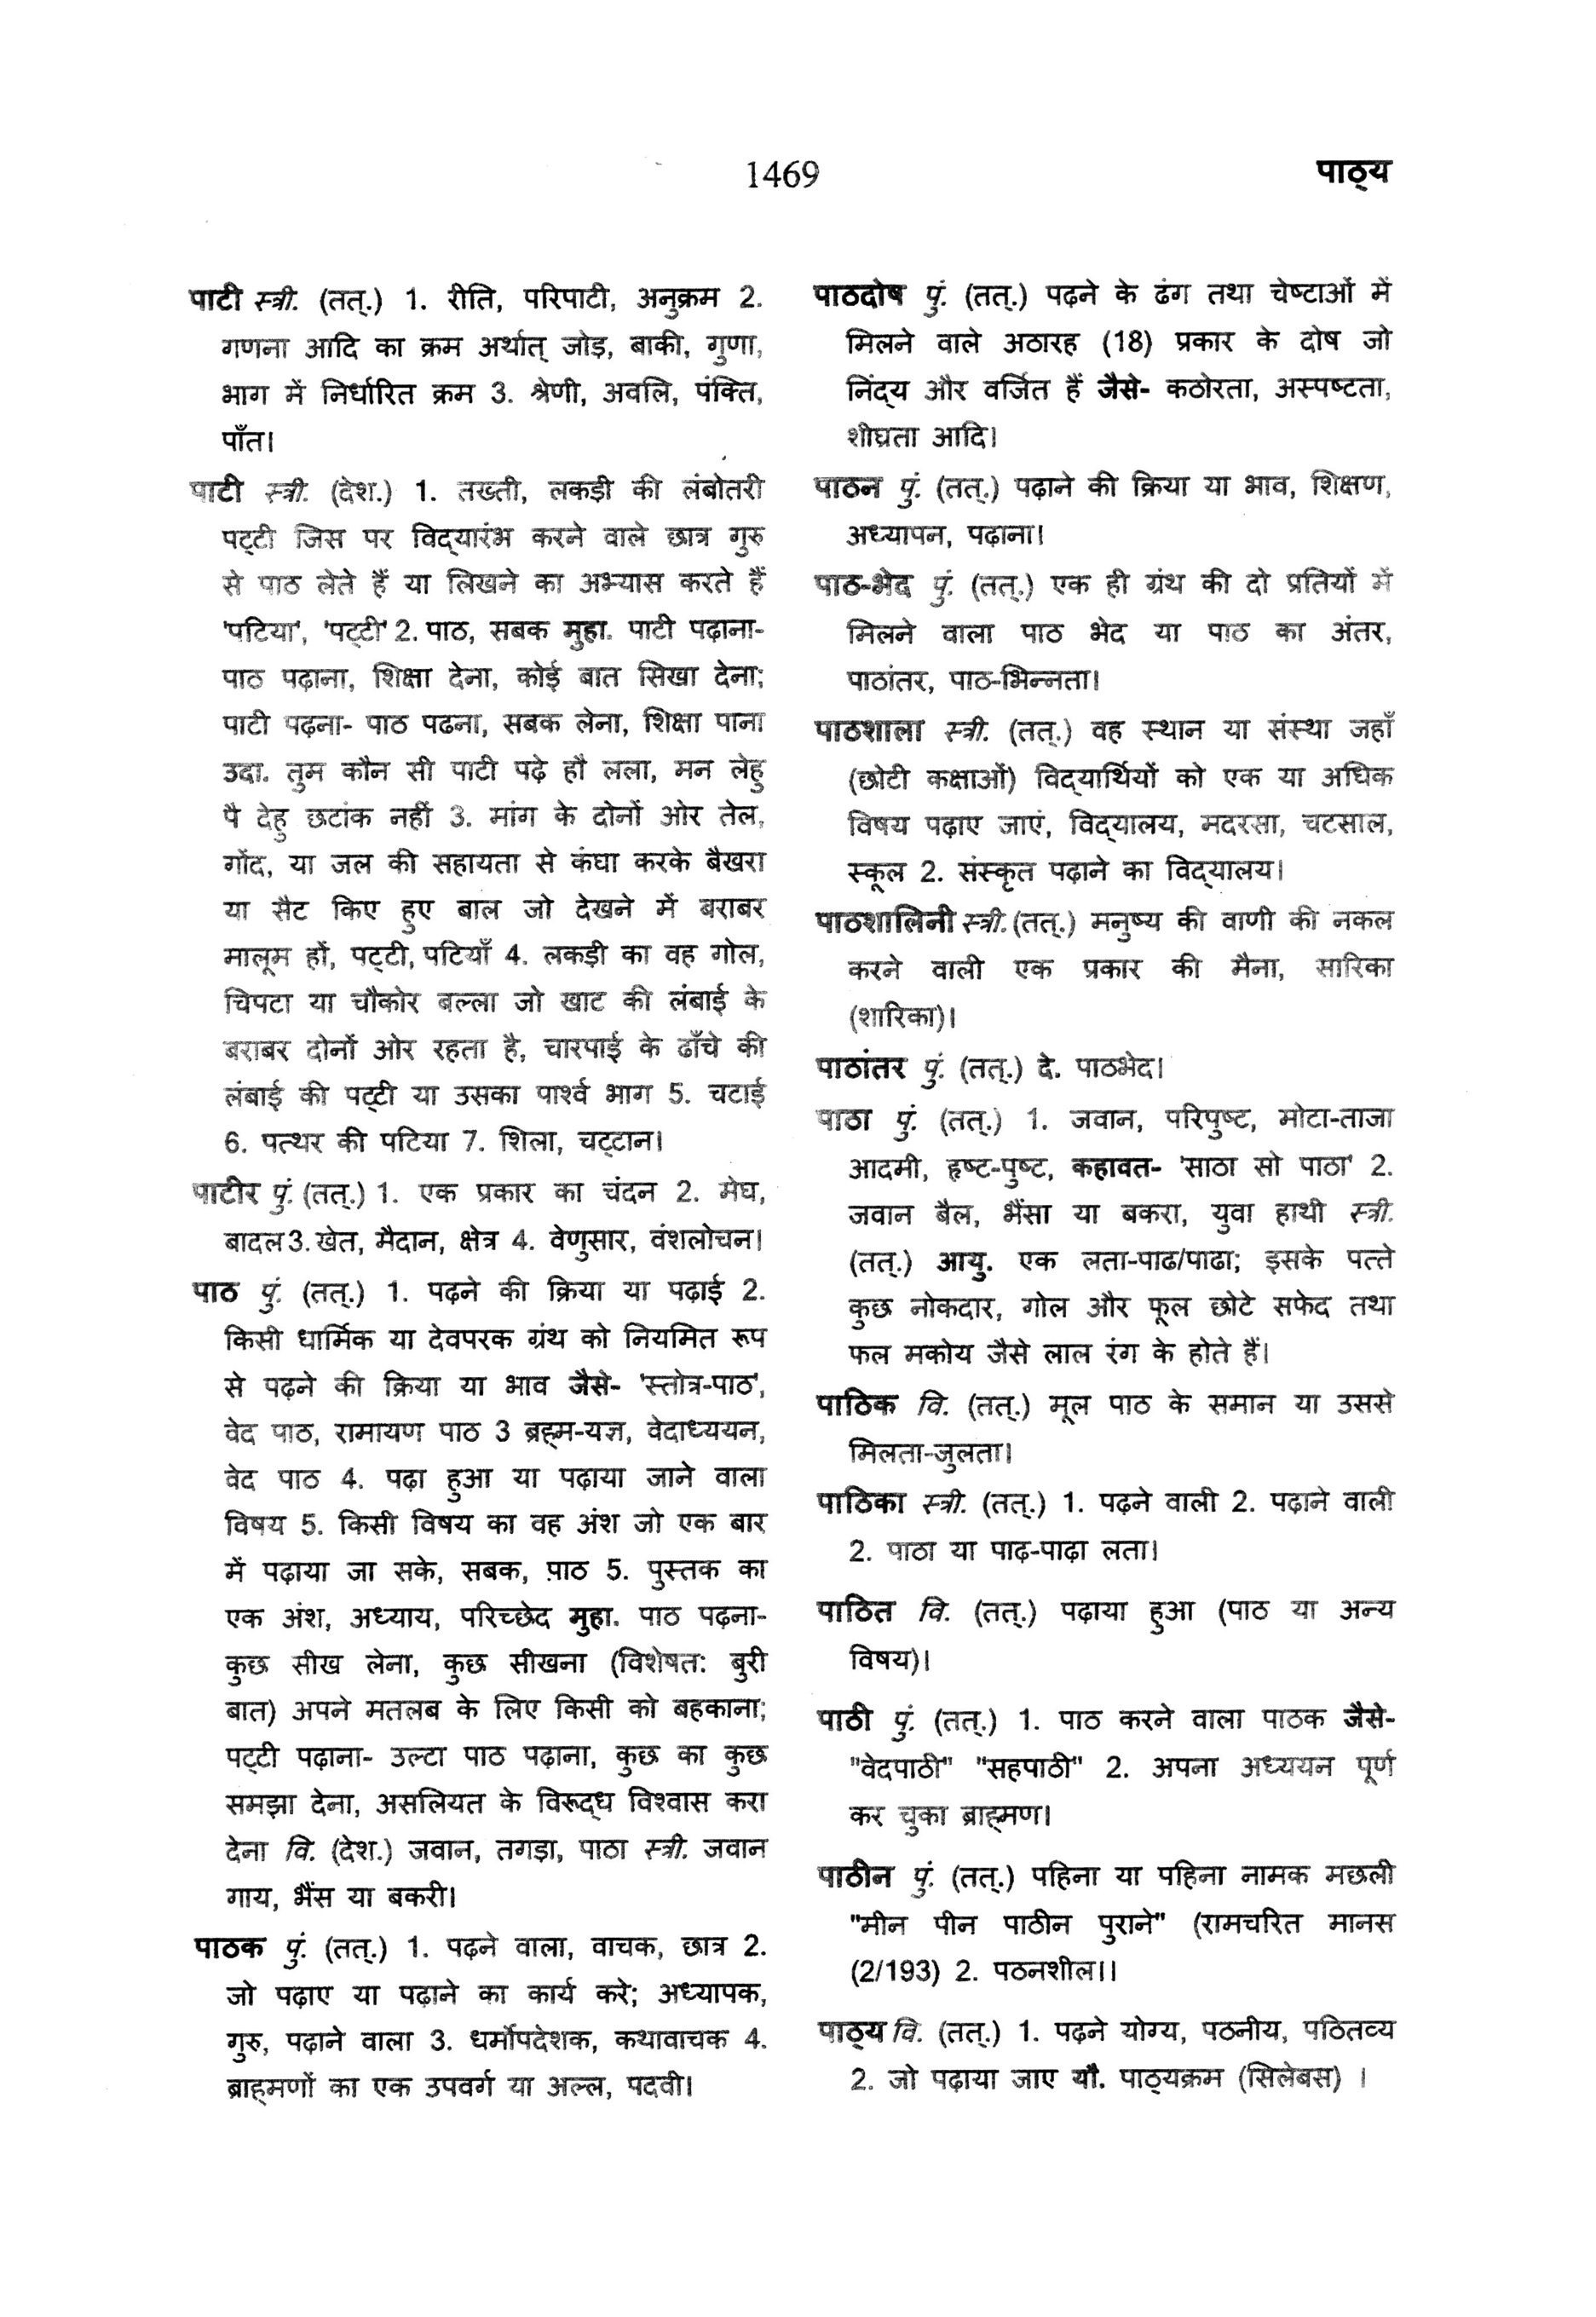 1469
पाठ्य
पाटी स्त्री. (तत्.) 1. रीति, परिपाटी, अनुक्रम 2.
गणना आदि का क्रम अर्थात् जोड़, बाकी, गुणा,
भाग में निर्धारित क्रम 3. श्रेणी, अवलि, पंक्ति,
पाँत।
पाटी स्त्री. (देश.) 1. तख्ती, लकड़ी की लंबोतरी
पट्टी जिस पर विद्यारंभ करने वाले छात्र गुरु
से पाठ लेते हैं या लिखने का अभ्यास करते हैं
'पटिया', 'पट्टी' 2. पाठ, सबक मुहा. पाटी पढ़ाना-
पाठ पढ़ाना, शिक्षा देना, कोई बात सिखा देना;
पाटी पढ़ना- पाठ पढना, सबक लेना, शिक्षा पाना
उदा. तुम कौन सी पाटी पढ़े हौ लला, मन लेहु
पै देहु छटांक नहीं 3. मांग के दोनों ओर तेल,
गोंद, या जल की सहायता से कंघा करके बैखरा
या सैट किए हुए बाल जो देखने में बराबर
मालूम हों, पट्टी, पटियाँ 4. लकड़ी का वह गोल,
चिपटा या चौकोर बल्ला जो खाट की लंबाई के
बराबर दोनों ओर रहता है, चारपाई के ढाँचे की
लंबाई की पट्टी या उसका पार्श्व भाग 5. चटाई
6. पत्थर की पटिया 7. शिला, चट्टान।
पाटीर पुं. (तत्.) 1. एक प्रकार का चंदन 2. मेघ,
बादल 3. खेत, मैदान, क्षेत्र 4. वेणुसार, वंशलोचन।
पाठ पुं. (तत्.) 1. पढ़ने की क्रिया या पढ़ाई 2.
किसी धार्मिक या देवपरक ग्रंथ को नियमित रूप
से पढ़ने की क्रिया या भाव जैसे- 'स्तोत्र-पाठ',
वेद पाठ, रामायण पाठ 3 ब्रह्म-यज्ञ, वेदाध्ययन,
वेद पाठ 4. पढ़ा हुआ या पढ़ाया जाने वाला
विषय 5. किसी विषय का वह अंश जो एक बार
में पढ़ाया जा सके, सबक, पाठ 5. पुस्तक का
एक अंश, अध्याय, परिच्छेद मुहा. पाठ पढ़ना-
कुछ सीख लेना, कुछ सीखना (विशेषत: बुरी
बात) अपने मतलब के लिए किसी को बहकाना;
पट्टी पढ़ाना- उल्टा पाठ पढ़ाना, कुछ का कुछ
समझा देना, असलियत के विरूद्ध विश्वास करा
देना वि. (देश.) जवान, तगड़ा, पाठा स्त्री. जवान
गाय, भैंस या बकरी।
पाठक पुं. (तत्.) 1. पढ़ने वाला, वाचक, छात्र 2.
जो पढ़ाए या पढ़ाने का कार्य करे; अध्यापक,
गुरु, पढ़ाने वाला 3. धर्मोपदेशक, कथावाचक 4.
ब्राह्मणों का एक उपवर्ग या अल्ल, पदवी।
पाठदोष पुं. (तत्.) पढ़ने के ढंग तथा चेष्टाओं में
मिलने वाले अठारह (18) प्रकार के दोष जो
निंद्य और वर्जित हैं जैसे- कठोरता, अस्पष्टता,
शीघ्रता आदि।
पाठन पुं. (तत्.) पढ़ाने की क्रिया या भाव, शिक्षण,
अध्यापन, पढ़ाना।
पाठ-भेद पुं. (तत्.) एक ही ग्रंथ की दो प्रतियों में
मिलने वाला पाठ भेद या पाठ का अंतर,
पाठांतर, पाठ-भिन्नता।
पाठशाला स्त्री. (तत्.) वह स्थान या संस्था जहाँ
(छोटी कक्षाओं) विद्यार्थियों को एक या अधिक
विषय पढ़ाए जाएं, विद्यालय, मदरसा, चटसाल,
स्कूल 2. संस्कृत पढ़ाने का विद्यालय।
पाठशालिनी स्त्री. (तत्.) मनुष्य की वाणी की नकल
करने वाली एक प्रकार की मैना, सारिका
(शारिका)।
पाठांतर पुं. (तत्.) दे. पाठभेद।
पाठा पुं. (तत्.) 1. जवान, परिपुष्ट, मोटा-ताजा
आदमी, हृष्ट-पुष्ट, कहावत- 'साठा सो पाठा' 2.
जवान बैल, भैंसा या बकरा, युवा हाथी स्त्री.
(तत्.) आयु. एक लता-पाढ/पाढा; इसके पत्ते
कुछ नोकदार, गोल और फूल छोटे सफेद तथा
फल मकोय जैसे लाल रंग के होते हैं।
पाठिक वि. (तत्.) मूल पाठ के समान या उससे
मिलता-जुलता।
पाठिका स्त्री. (तत्.) 1. पढ़ने वाली 2. पढ़ाने वाली
2. पाठा या पाढ़-पाढ़ा लता।
पाठित वि. (तत्.) पढ़ाया हुआ (पाठ या अन्य
विषय)।
पाठी पुं. (तत्.) 1. पाठ करने वाला पाठक जैसे-
"वेदपाठी" "सहपाठी" 2. अपना अध्ययन पूर्ण
कर चुका ब्राह्मण।
पाठीन पुं. (तत्.) पहिना या पहिना नामक मछली
"मीन पीन पाठीन पुराने" (रामचरित मानस
(2/193) 2. पठनशील।।
पाठ्य वि. (तत्.) 1. पढ़ने योग्य, पठनीय, पठितव्य
2. जो पढ़ाया जाए यौ. पाठ्यक्रम (सिलेबस) ।